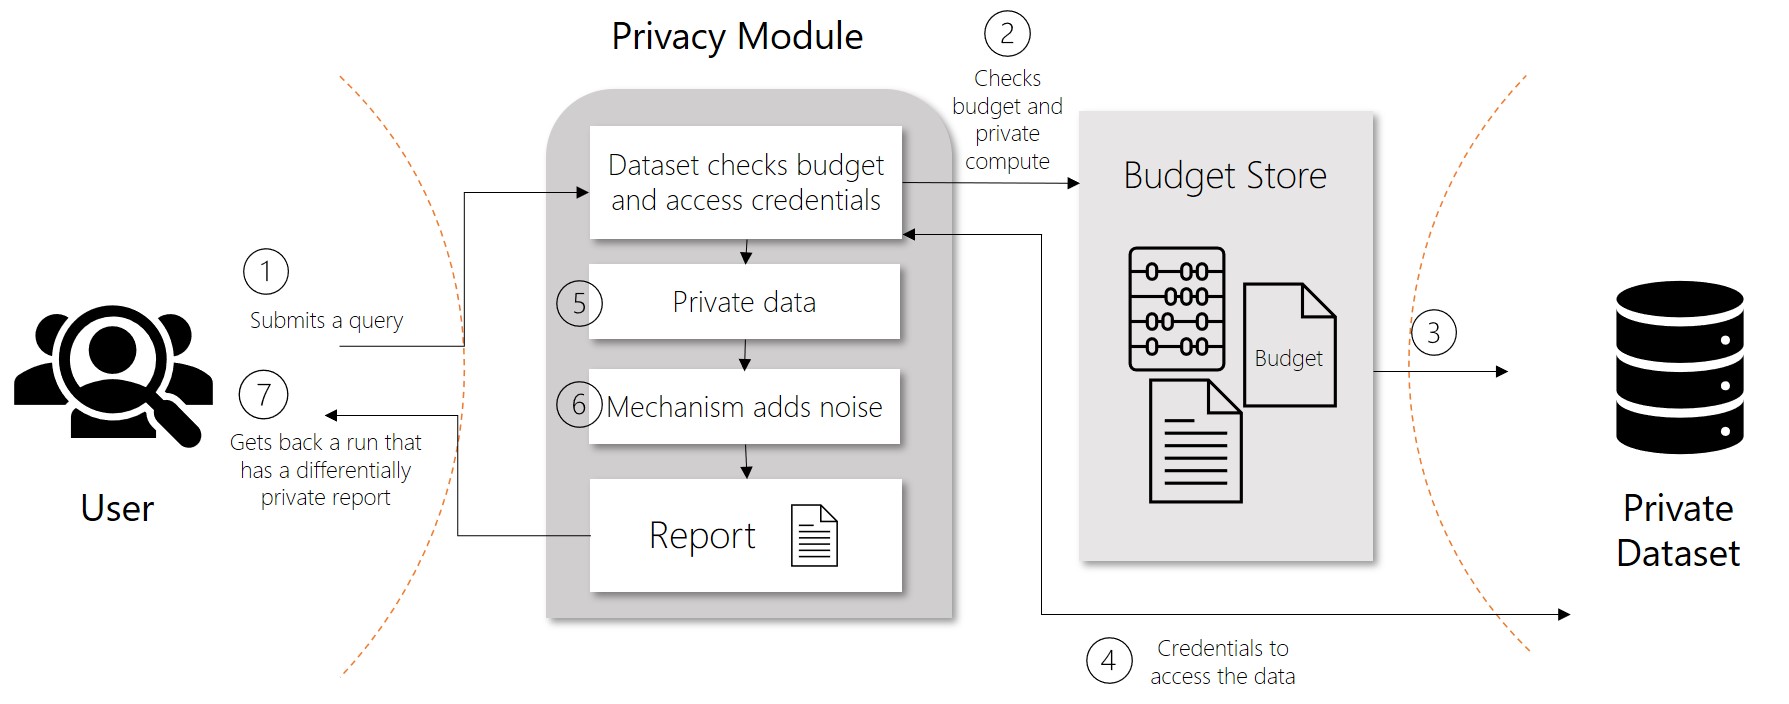 Privacy Module
2
Checks
budget and
private
compute
Dataset checks budget
and access credentials
Budget Store
1
Submits a query
5
Private data
Budget
3
7
6
Mechanism adds noise
Gets back a run that
has a differentially
private report
User
Report
Private
Dataset
4
Credentials to
access the data